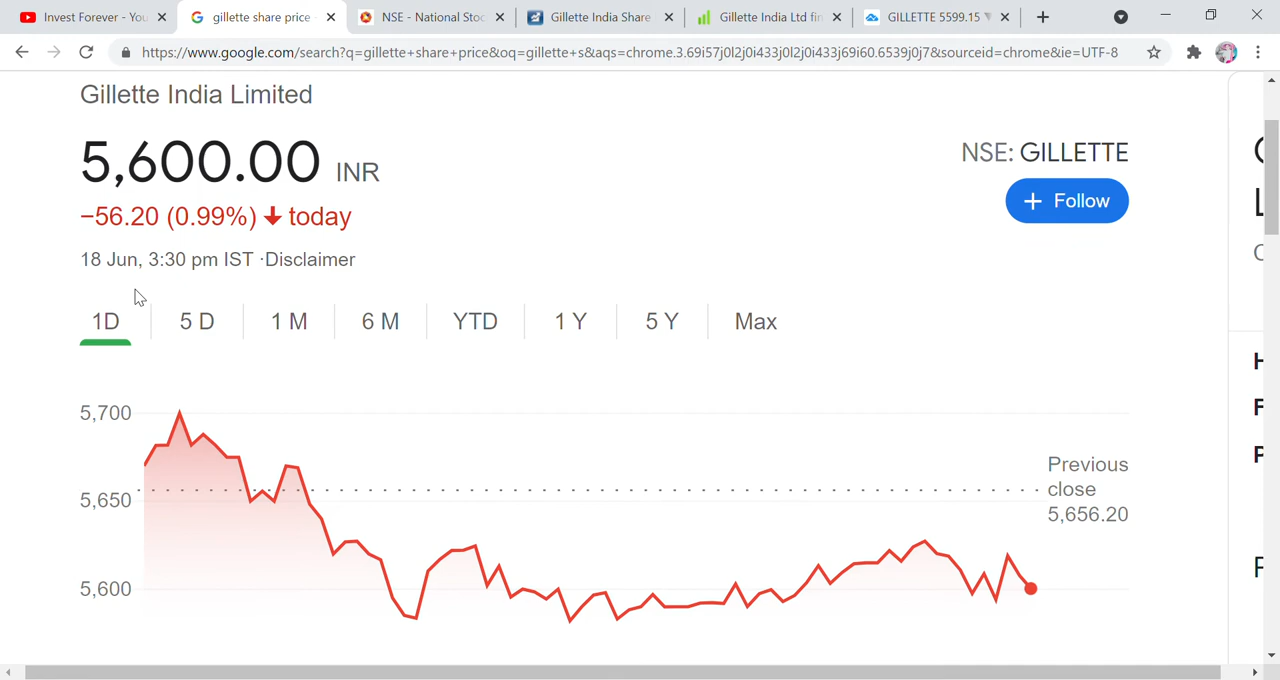 Invest Forever - You
gillette share price -
NSE - National Stoc
Gillette India Share
Gillette India Ltd fin
GILLETTE 5599.15 ▼
https://www.google.com/search?q=gillette+share+price&oq=gillette+s&aqs=chrome.3.69i57j0l2j0i433j0l2j0i433j69i60.6539j0j7&sourceid=chrome&ie=UTF-8
Gillette India Limited
5,600.00 INR
NSE: GILLETTE
−56.20 (0.99%) ↓ today
+ Follow
18 Jun, 3:30 pm IST ·Disclaimer
1D 5 D 1 M 6 M YTD 1 Y 5 Y Max
5,700
5,650
5,600
Previous
close
5,656.20